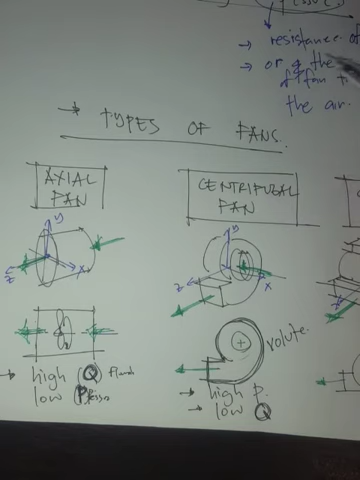 → resistance of
→ or g the
of fan t
the air.
→ TYPES OF FANS.
AXIAL
FAN
CENTRIFUGAL
FAN
C
y
z
x
y
z
x
volute.
→ high (Q)
low P
→ high p.
→ low Q